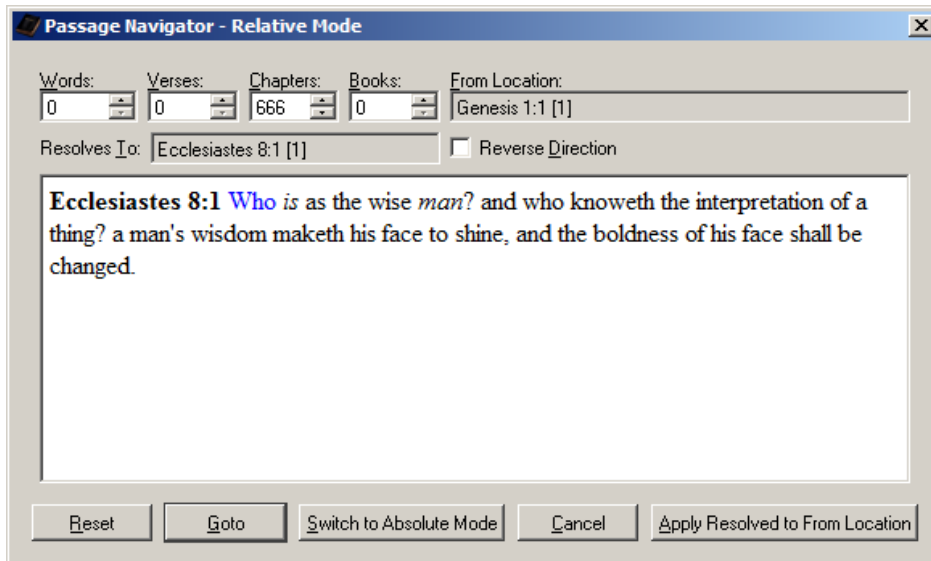 Passage Navigator - Relative Mode
Words: Verses: Chapters: Books: From Location:
0 0 666 0 Genesis 1:1 [1]
Resolves To: Ecclesiastes 8:1 [1] Reverse Direction
Ecclesiastes 8:1 Who is as the wise man? and who knoweth the interpretation of a
thing? a man's wisdom maketh his face to shine, and the boldness of his face shall be
changed.
Reset Goto Switch to Absolute Mode Cancel Apply Resolved to From Location